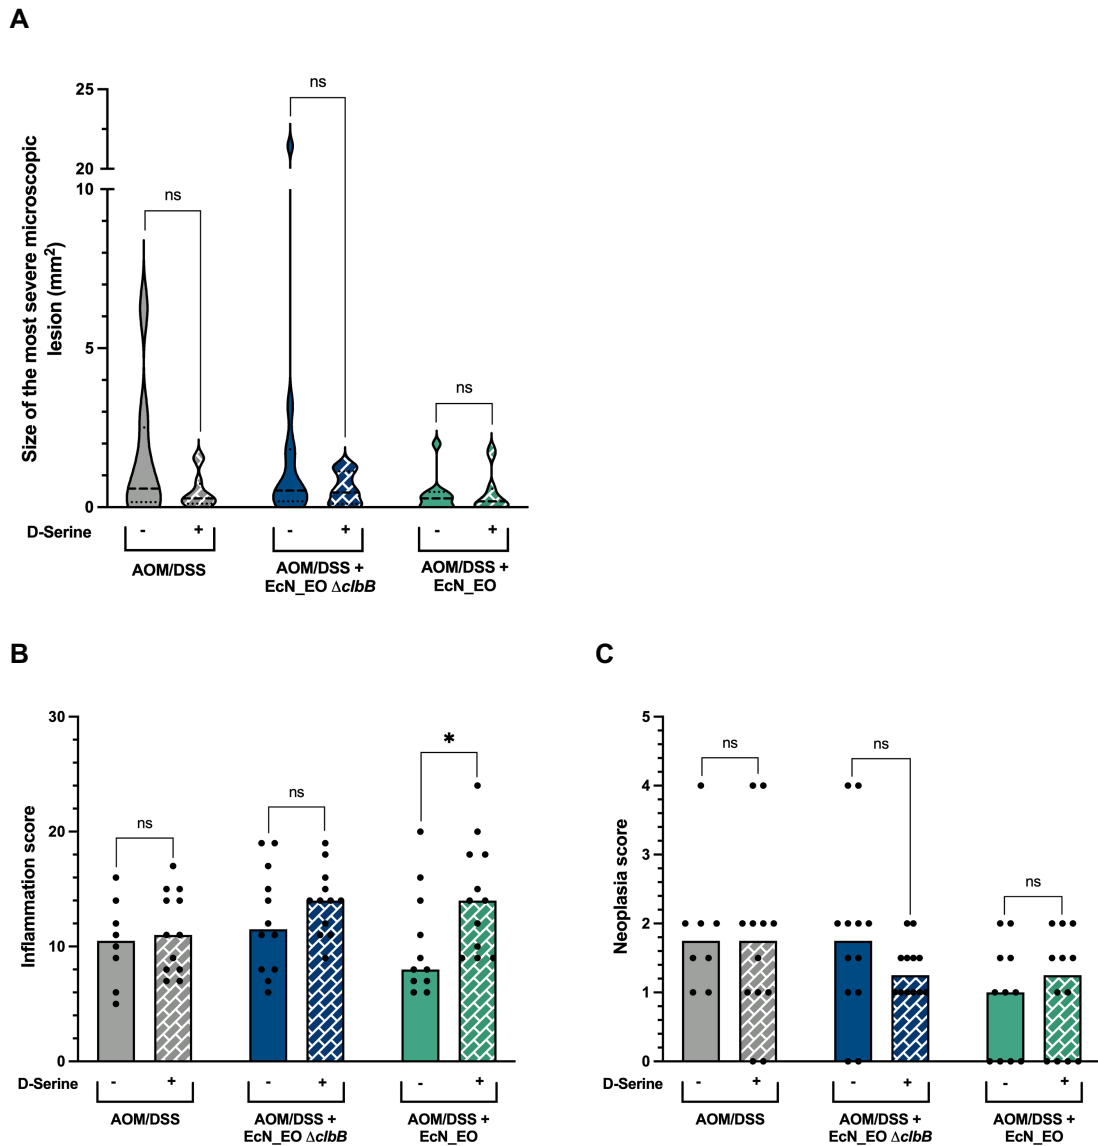 A
Size of the most severe microscopic
lesion (mm²)
25
20
10
5
0
ns
ns
ns
D-Serine - + - + - +
AOM/DSS
AOM/DSS +
EcN_EO ΔclbB
AOM/DSS +
EcN_EO
B
Inflammation score
30
20
10
0
ns
ns
*
D-Serine - + - + - +
AOM/DSS
AOM/DSS +
EcN_EO ΔclbB
AOM/DSS +
EcN_EO
C
Neoplasia score
5
4
3
2
1
0
ns
ns
ns
D-Serine - + - + - +
AOM/DSS
AOM/DSS +
EcN_EO ΔclbB
AOM/DSS +
EcN_EO